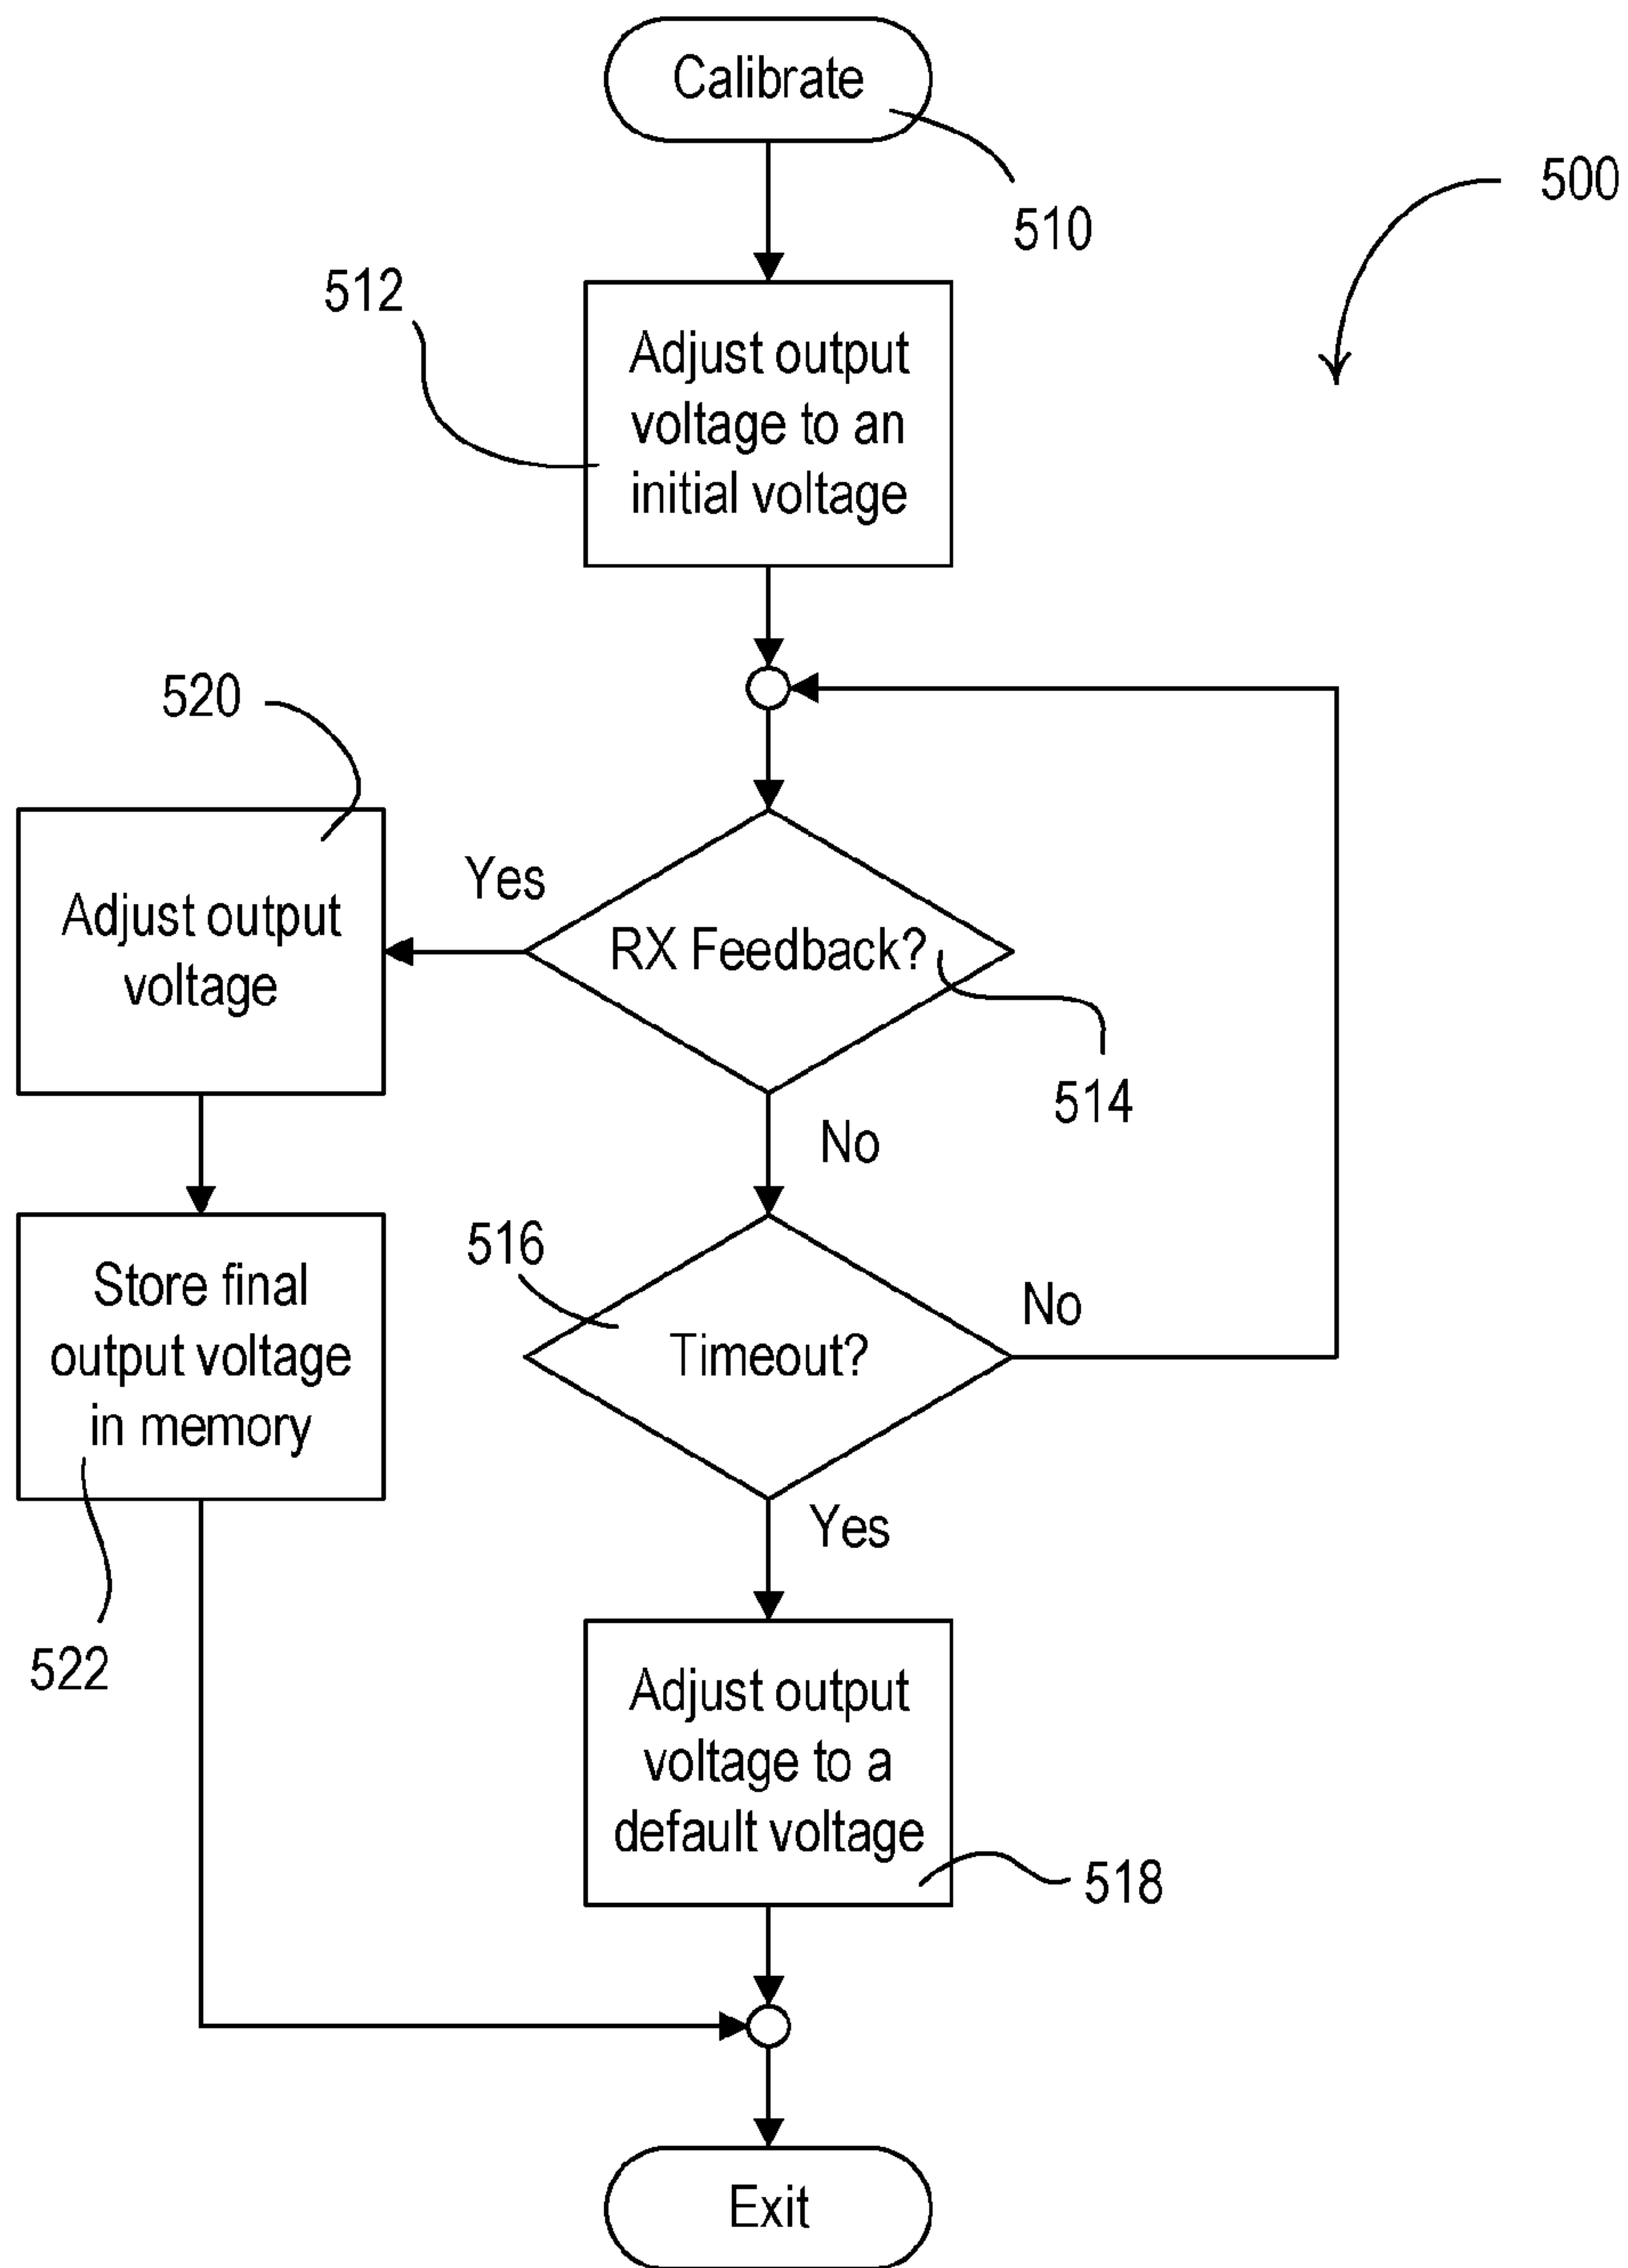 Calibrate
510
500
512
Adjust output
voltage to an
initial voltage
520
Adjust output
voltage
Yes
RX Feedback?
514
No
516
Timeout?
No
Store final
output voltage
in memory
522
Yes
Adjust output
voltage to a
default voltage
518
Exit